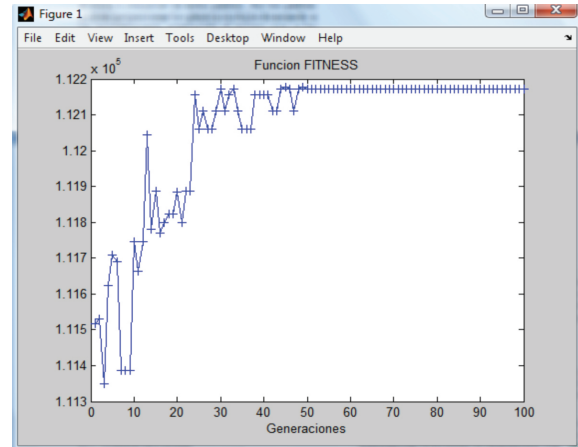 Figure 1
File Edit View Insert Tools Desktop Window Help
Funcion FITNESS
x 10^5
1.122
1.121
1.12
1.119
1.118
1.117
1.116
1.115
1.114
1.113
0 10 20 30 40 50 60 70 80 90 100
Generaciones